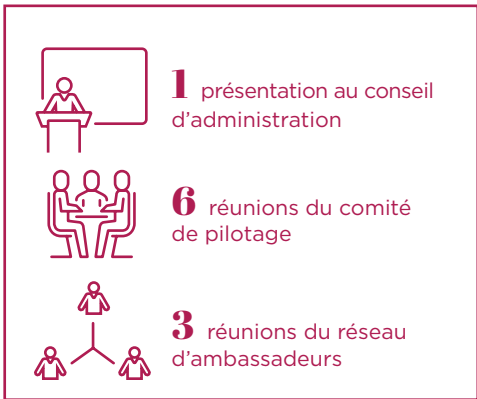 1 présentation au conseil
d'administration
6 réunions du comité
de pilotage
3 réunions du réseau
d'ambassadeurs